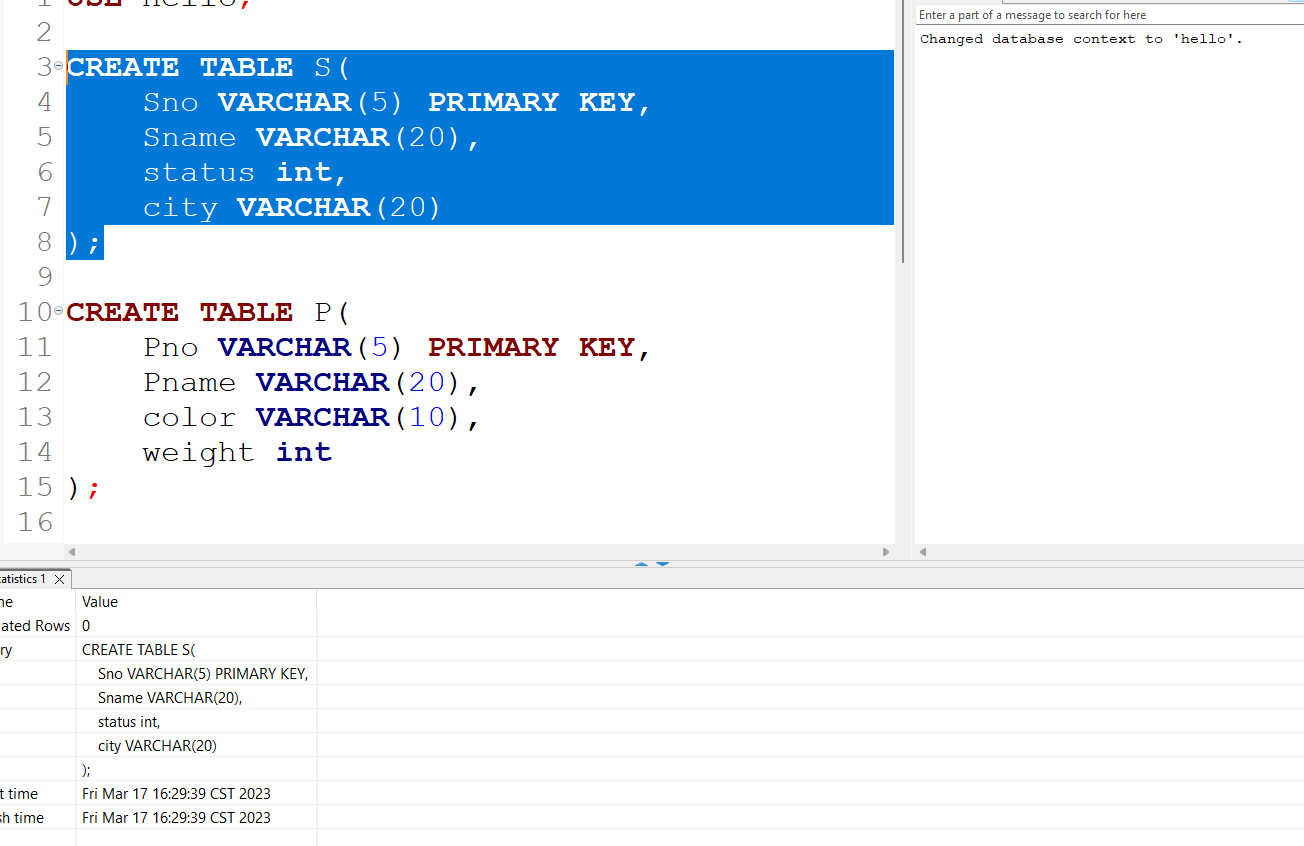 1 USE hello;
2
3 CREATE TABLE S(
4 Sno VARCHAR(5) PRIMARY KEY,
5 Sname VARCHAR(20),
6 status int,
7 city VARCHAR(20)
8 );
9
10 CREATE TABLE P(
11 Pno VARCHAR(5) PRIMARY KEY,
12 Pname VARCHAR(20),
13 color VARCHAR(10),
14 weight int
15 );
16
Enter a part of a message to search for here
Changed database context to 'hello'.
atistics 1
ne Value
ated Rows 0
ry CREATE TABLE S(
Sno VARCHAR(5) PRIMARY KEY,
Sname VARCHAR(20),
status int,
city VARCHAR(20)
);
t time Fri Mar 17 16:29:39 CST 2023
sh time Fri Mar 17 16:29:39 CST 2023